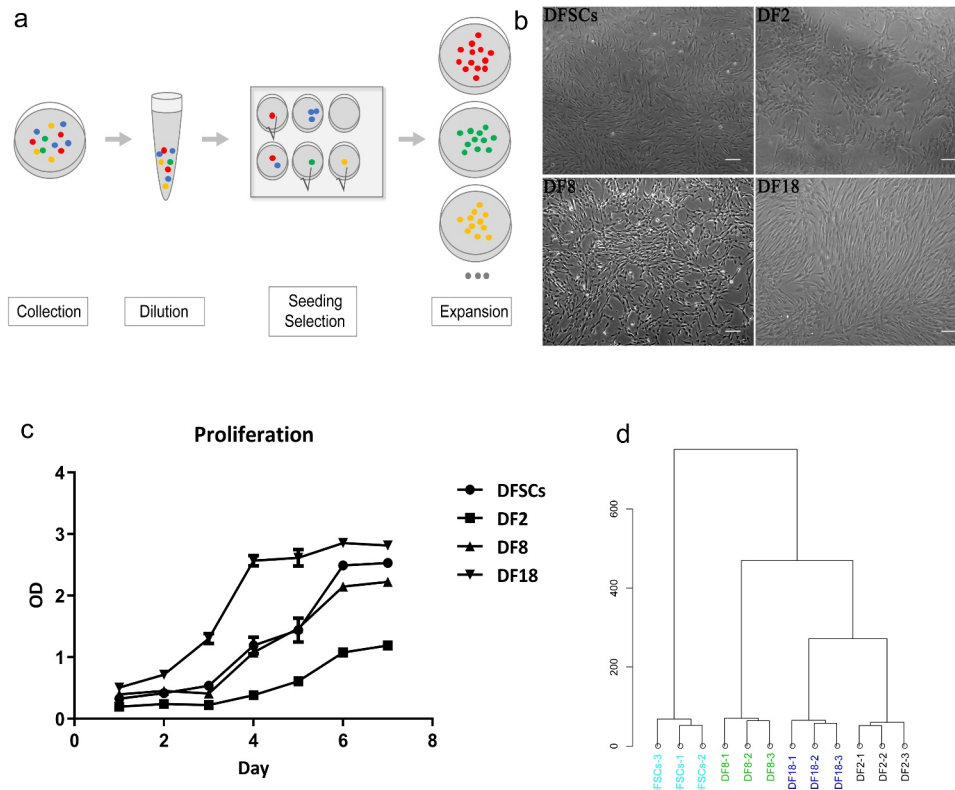 a
Collection
Dilution
Seeding
Selection
Expansion
b
DFSCs
DF2
DF8
DF18
c
Proliferation
OD
4
3
2
1
0
0
2
4
6
8
Day
DFSCs
DF2
DF8
DF18
d
600
400
200
0
FSCs-3
FSCs-1
FSCs-2
DF8-1
DF8-2
DF8-3
DF18-1
DF18-2
DF18-3
DF2-1
DF2-2
DF2-3